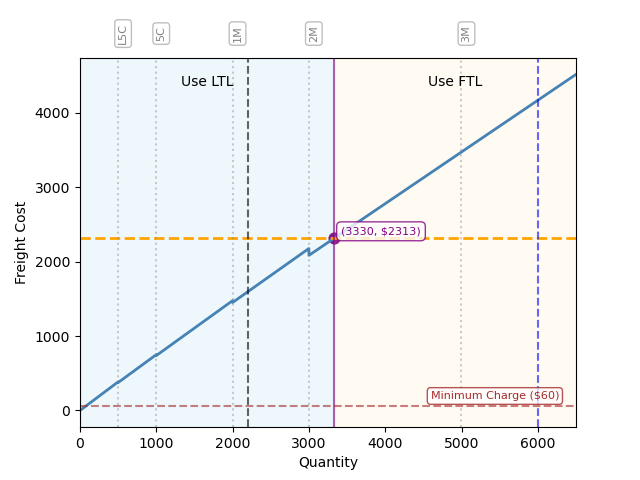 L5C
5C
1M
2M
3M
Use LTL
Use FTL
(3330, $2313)
Minimum Charge ($60)
Freight Cost
4000
3000
2000
1000
0
0
1000
2000
3000
4000
5000
6000
Quantity